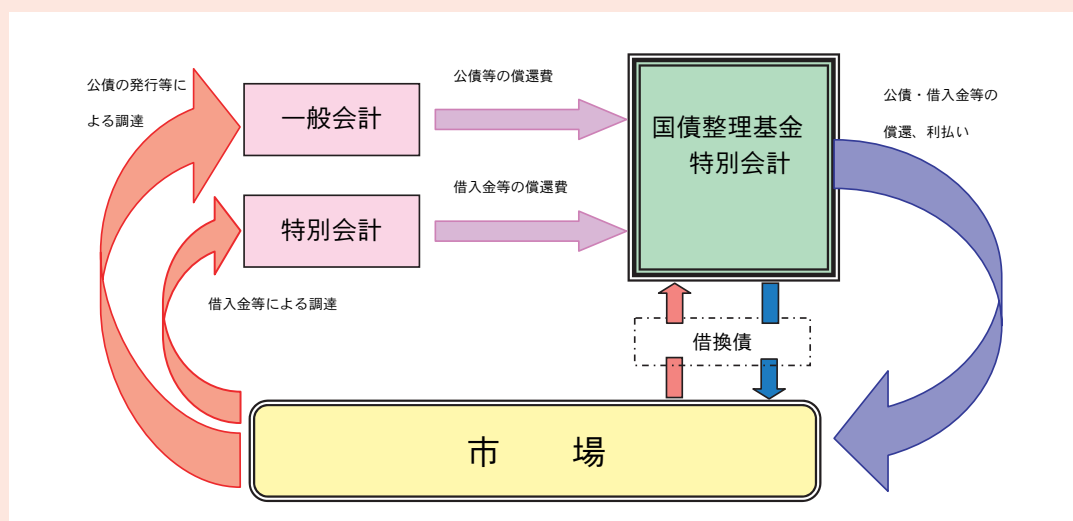 公債の発行等に
よる調達
一般会計
公債等の償還費
国債整理基金
特別会計
公債・借入金等の
償還、利払い
特別会計
借入金等の償還費
借入金等による調達
借換債
市　場